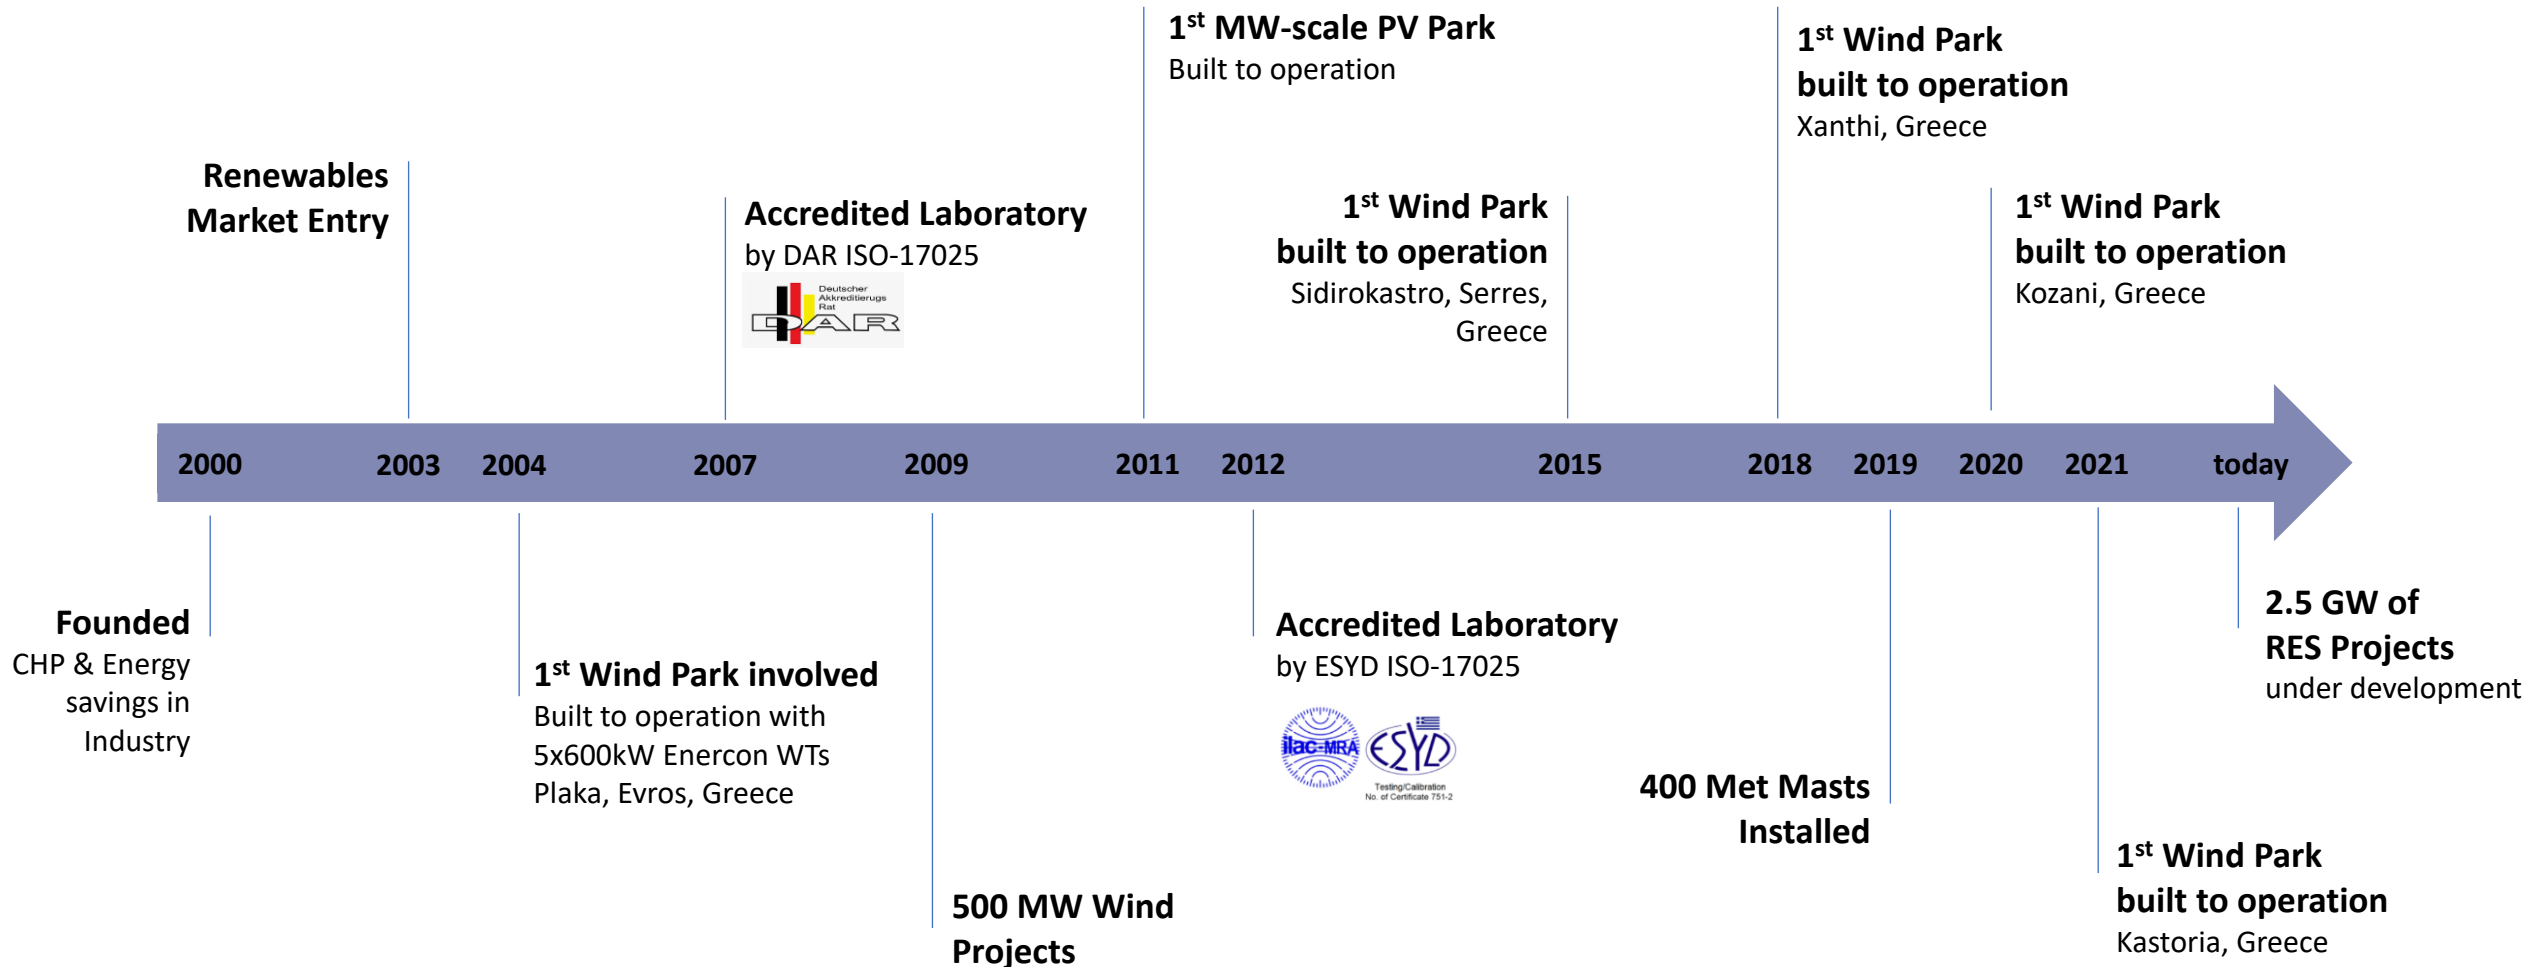 1st MW-scale PV Park
Built to operation
1st Wind Park
built to operation
Xanthi, Greece
Renewables
Market Entry
Accredited Laboratory
by DAR ISO-17025
Deutscher
Akkreditierugs
Rat
DAR
1st Wind Park
built to operation
Sidirokastro, Serres,
Greece
1st Wind Park
built to operation
Kozani, Greece
2000 2003 2004 2007 2009 2011 2012 2015 2018 2019 2020 2021 today
Founded
CHP & Energy
savings in
Industry
1st Wind Park involved
Built to operation with
5x600kW Enercon WTs
Plaka, Evros, Greece
500 MW Wind
Projects
Accredited Laboratory
by ESYD ISO-17025
ilac-MRA
ESYD
Testing/Calibration
No. of Certificate 751-2
400 Met Masts
Installed
1st Wind Park
built to operation
Kastoria, Greece
2.5 GW of
RES Projects
under development